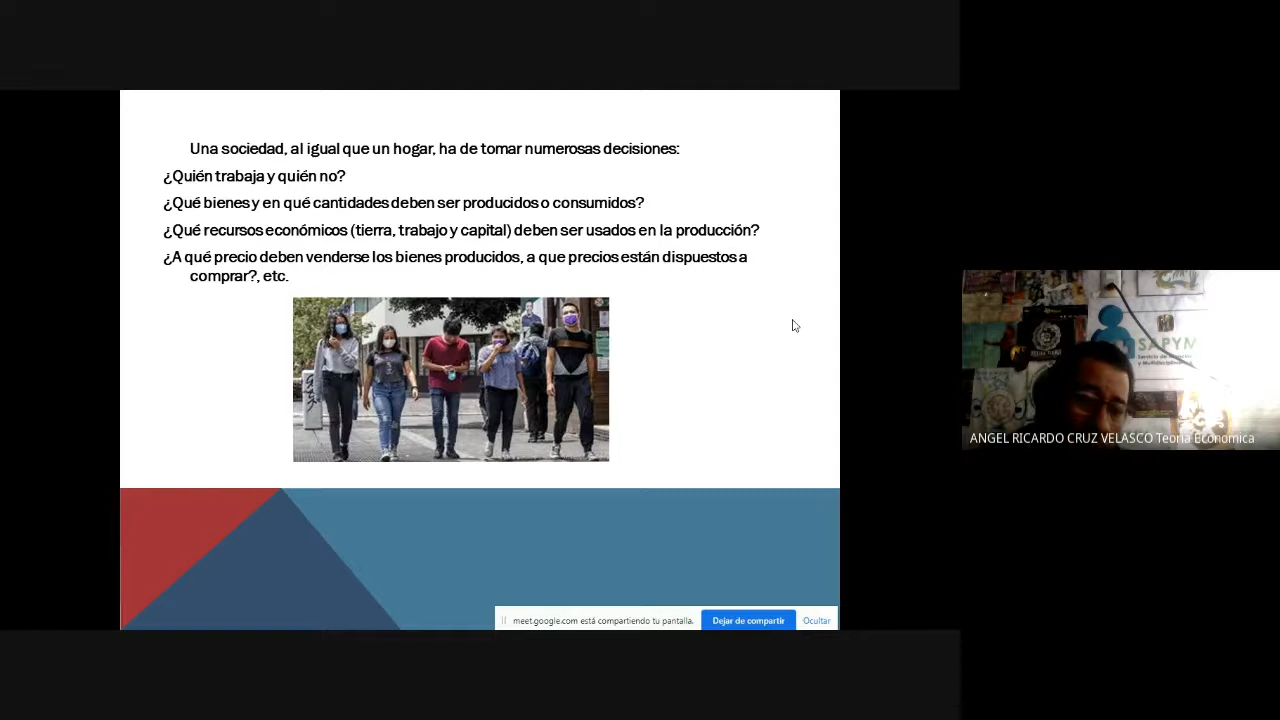 Una sociedad, al igual que un hogar, ha de tomar numerosas decisiones:
¿Quién trabaja y quién no?
¿Qué bienes y en qué cantidades deben ser producidos o consumidos?
¿Qué recursos económicos (tierra, trabajo y capital) deben ser usados en la producción?
¿A qué precio deben venderse los bienes producidos, a que precios están dispuestos a
comprar?, etc.
SAPYM
ANGEL RICARDO CRUZ VELASCO Teoria Economica
meet.google.com está compartiendo tu pantalla.
Dejar de compartir
Ocultar